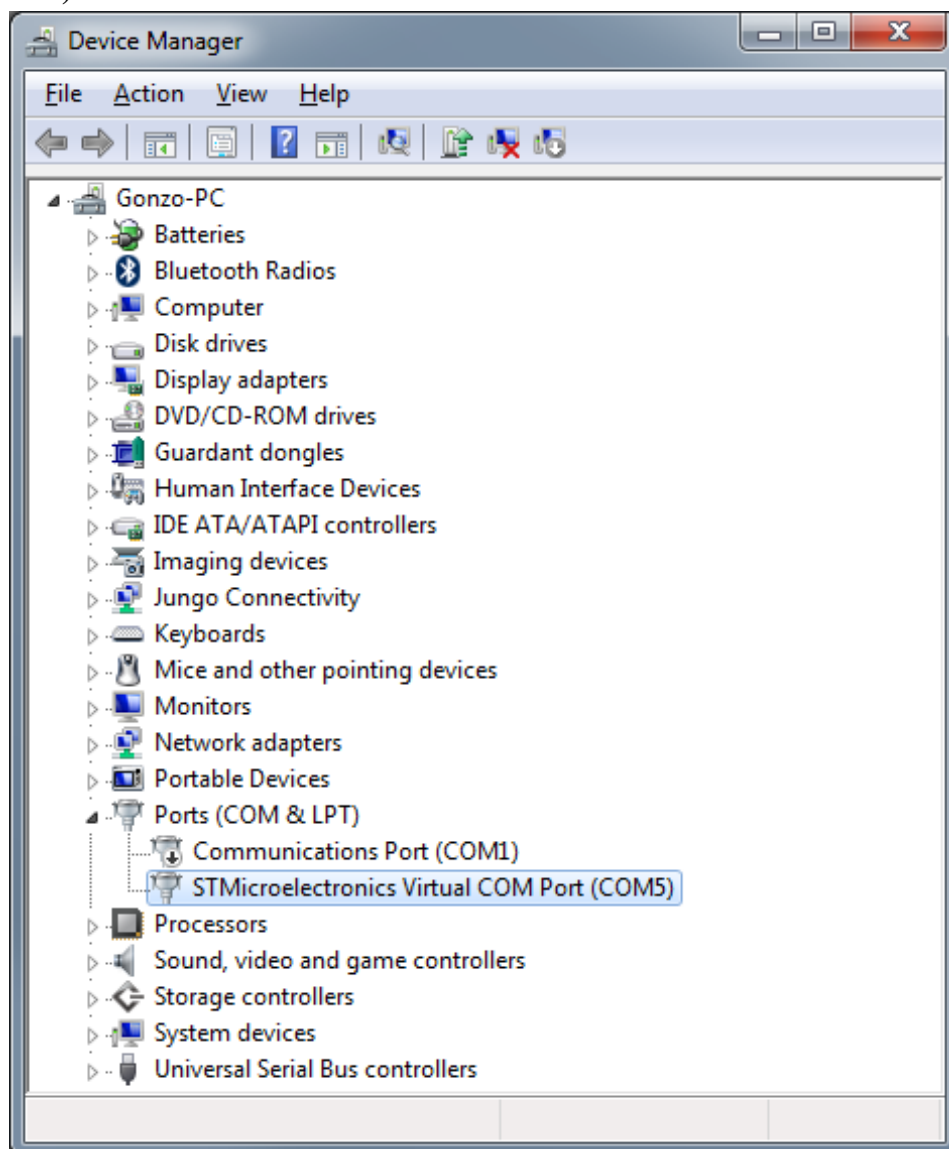 Device Manager
File Action View Help
Gonzo-PC
Batteries
Bluetooth Radios
Computer
Disk drives
Display adapters
DVD/CD-ROM drives
Guardant dongles
Human Interface Devices
IDE ATA/ATAPI controllers
Imaging devices
Jungo Connectivity
Keyboards
Mice and other pointing devices
Monitors
Network adapters
Portable Devices
Ports (COM & LPT)
Communications Port (COM1)
STMicroelectronics Virtual COM Port (COM5)
Processors
Sound, video and game controllers
Storage controllers
System devices
Universal Serial Bus controllers